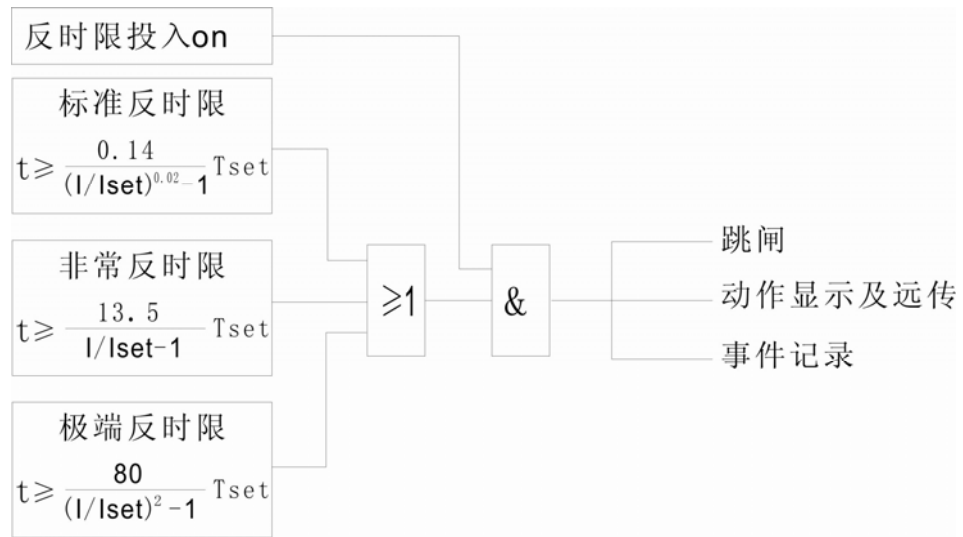 反时限投入on
标准反时限
t≥ 0.14/(I/Iset)^0.02-1 Tset
非常反时限
t≥ 13.5/I/Iset-1 Tset
极端反时限
t≥ 80/(I/Iset)^2-1 Tset
≥1
&
跳闸
动作显示及远传
事件记录